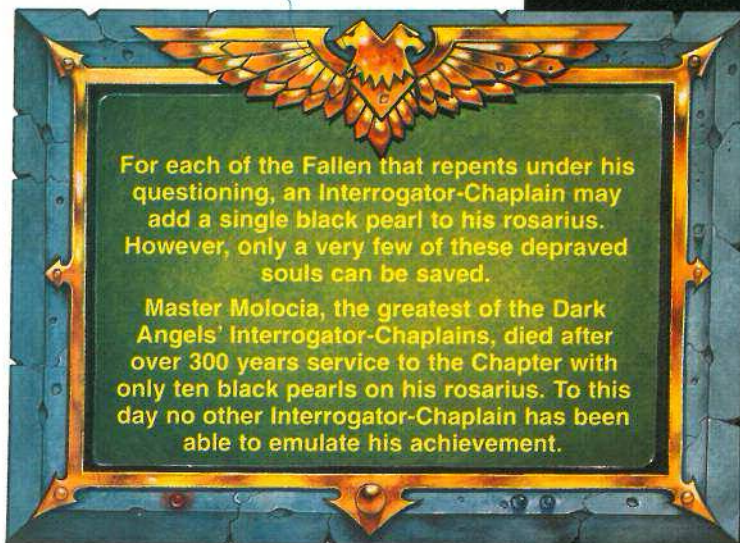 For each of the Fallen that repents under his
questioning, an Interrogator-Chaplain may
add a single black pearl to his rosarius.
However, only a very few of these depraved
souls can be saved.
Master Molocia, the greatest of the Dark
Angels' Interrogator-Chaplains, died after
over 300 years service to the Chapter with
only ten black pearls on his rosarius. To this
day no other Interrogator-Chaplain has been
able to emulate his achievement.